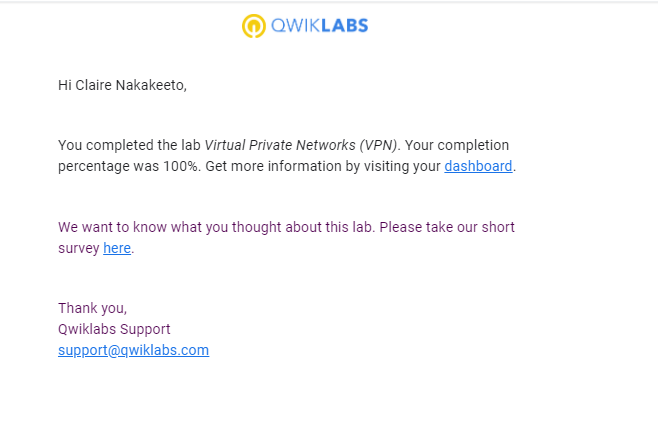 QWIKLABS
Hi Claire Nakakeeto,
You completed the lab Virtual Private Networks (VPN). Your completion
percentage was 100%. Get more information by visiting your dashboard.
We want to know what you thought about this lab. Please take our short
survey here.
Thank you,
Qwiklabs Support
support@qwiklabs.com